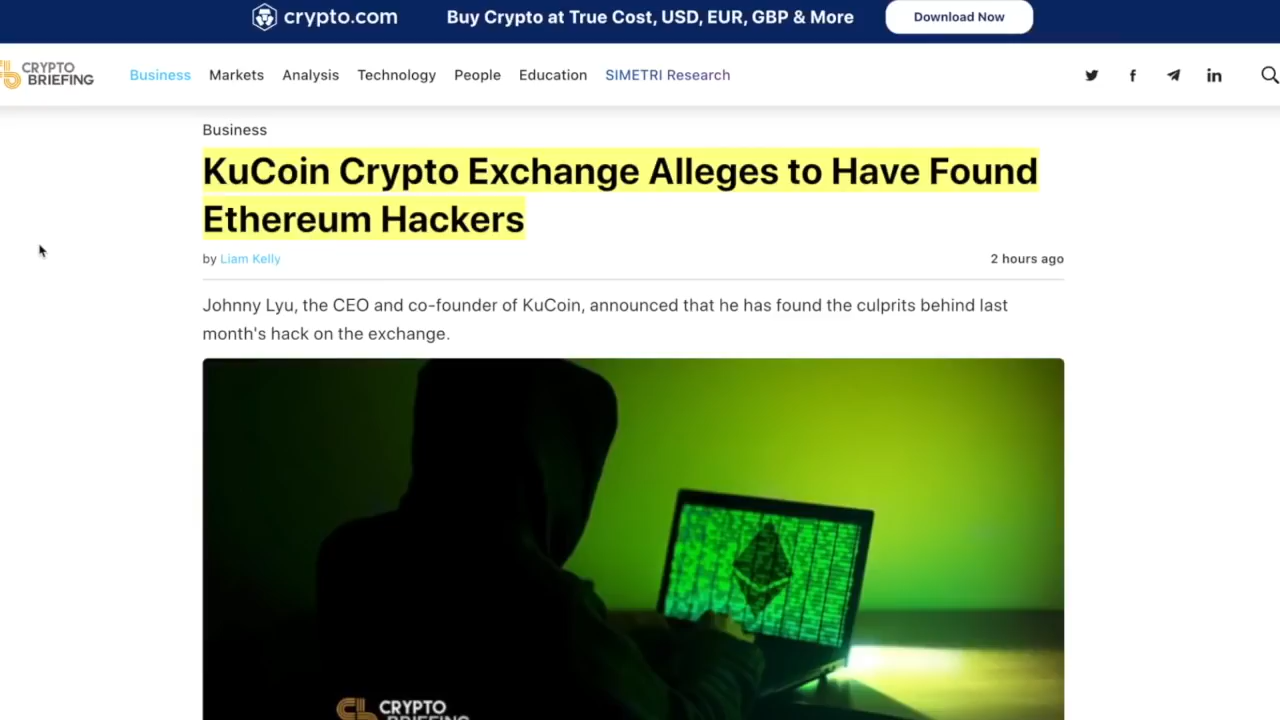 crypto.com
Buy Crypto at True Cost, USD, EUR, GBP & More
Download Now
CRYPTO
BRIEFING
Business Markets Analysis Technology People Education SIMETRI Research
Business
KuCoin Crypto Exchange Alleges to Have Found
Ethereum Hackers
by Liam Kelly
2 hours ago
Johnny Lyu, the CEO and co-founder of KuCoin, announced that he has found the culprits behind last
month's hack on the exchange.
CRYPTO
BRIEFING